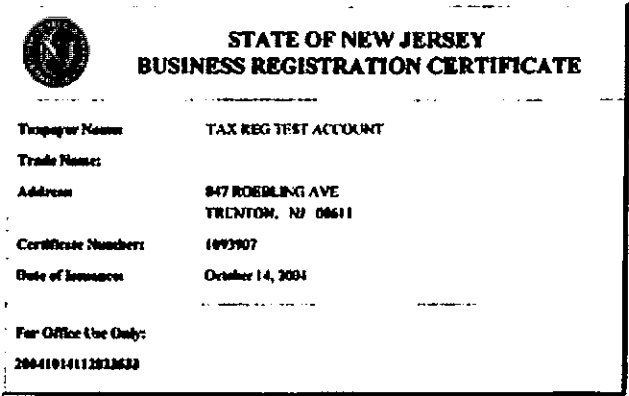 STATE OF NEW JERSEY
BUSINESS REGISTRATION CERTIFICATE
Taxpayer Name: TAX REG TEST ACCOUNT
Trade Name:
Address 847 ROEBLING AVE
TRENTON, NJ 08611
Certificate Number: 1093907
Date of Issuance: October 14, 2004
For Office Use Only: